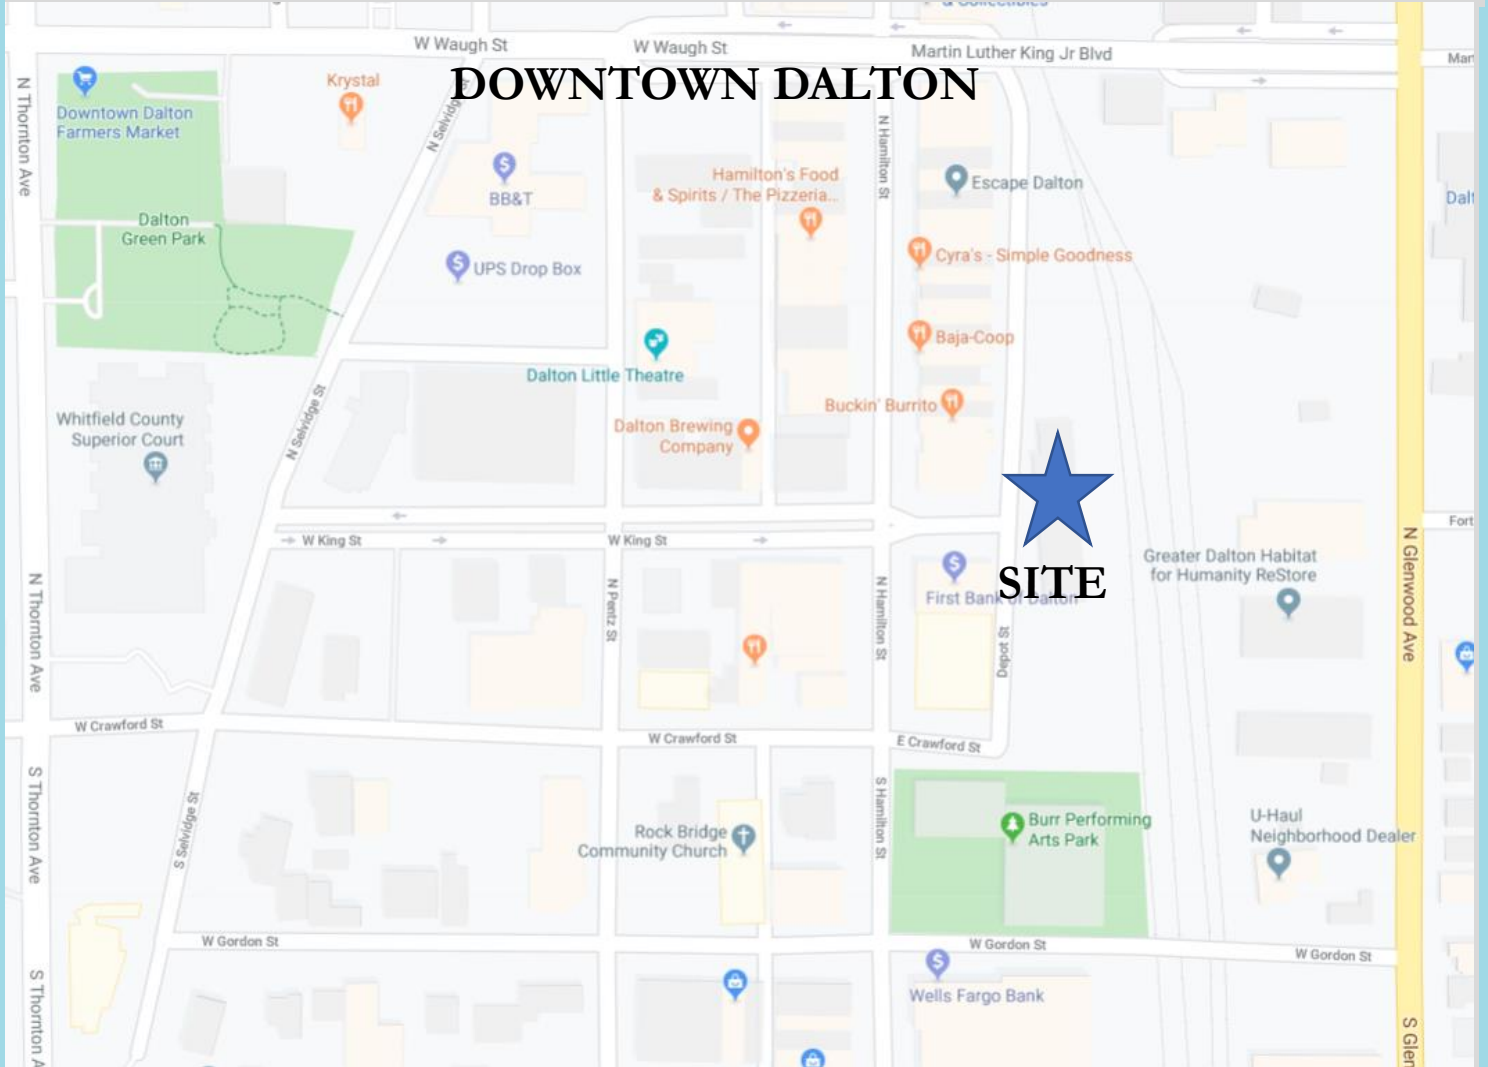 & Collectibles
W Waugh St
W Waugh St
Martin Luther King Jr Blvd
DOWNTOWN DALTON
N Thornton Ave
Downtown Dalton
Farmers Market
Krystal
N Selvidge St
BB&T
Hamilton's Food
& Spirits / The Pizzeria...
N Hamilton St
Escape Dalton
Dalton
Green Park
UPS Drop Box
Cyra's - Simple Goodness
Baja-Coop
Dalton Little Theatre
Whitfield County
Superior Court
N Selvidge St
Dalton Brewing
Company
Buckin' Burrito
W King St
W King St
SITE
First Bank of Dalton
Greater Dalton Habitat
for Humanity ReStore
N Glenwood Ave
N Thornton Ave
N Pentz St
N Hamilton St
Depot St
W Crawford St
W Crawford St
E Crawford St
S Thornton Ave
S Selvidge St
Rock Bridge
Community Church
S Hamilton St
Burr Performing
Arts Park
U-Haul
Neighborhood Dealer
W Gordon St
W Gordon St
W Gordon St
Wells Fargo Bank
S Thornton A
S Glen
Fort